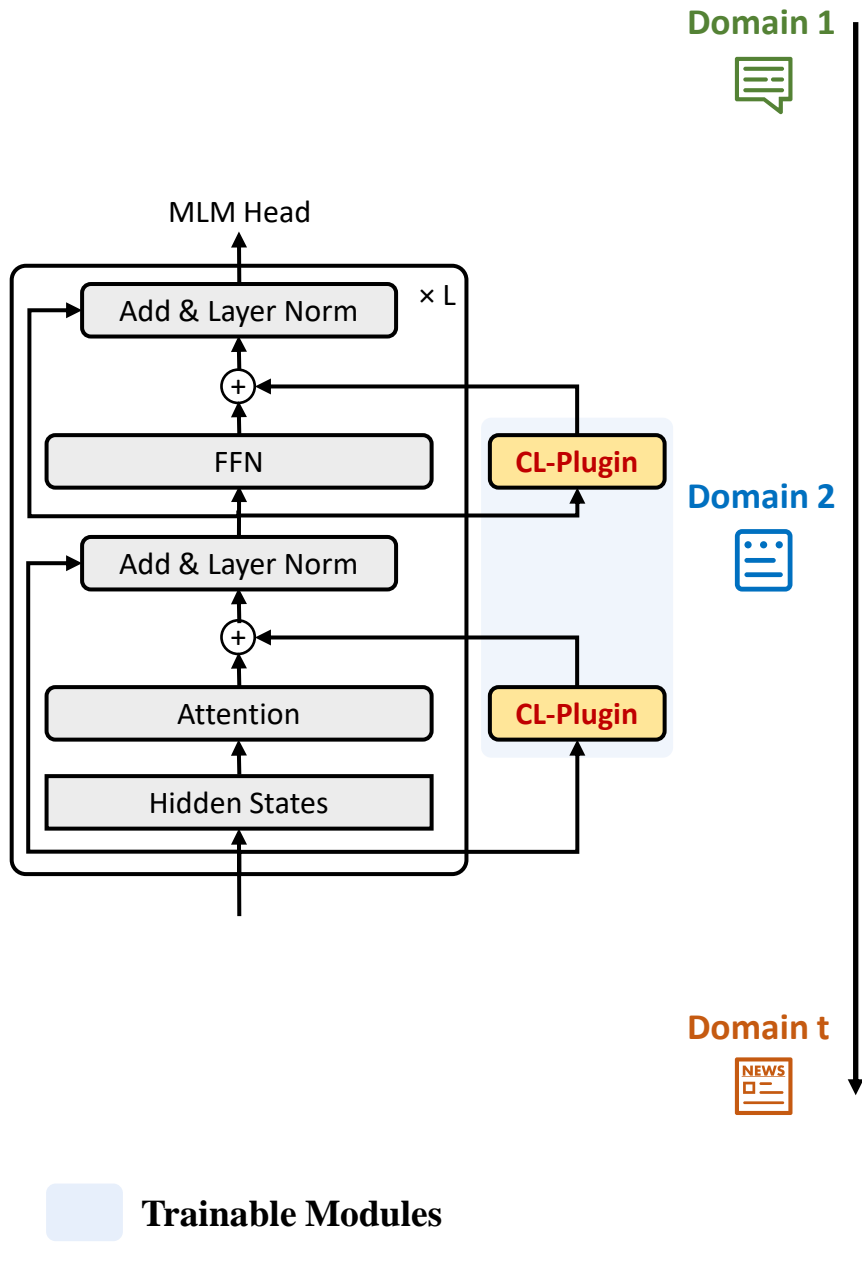 Domain 1
MLM Head
× L
Add & Layer Norm
+
FFN
CL-Plugin
Domain 2
Add & Layer Norm
+
Attention
CL-Plugin
Hidden States
Domain t
NEWS
Trainable Modules